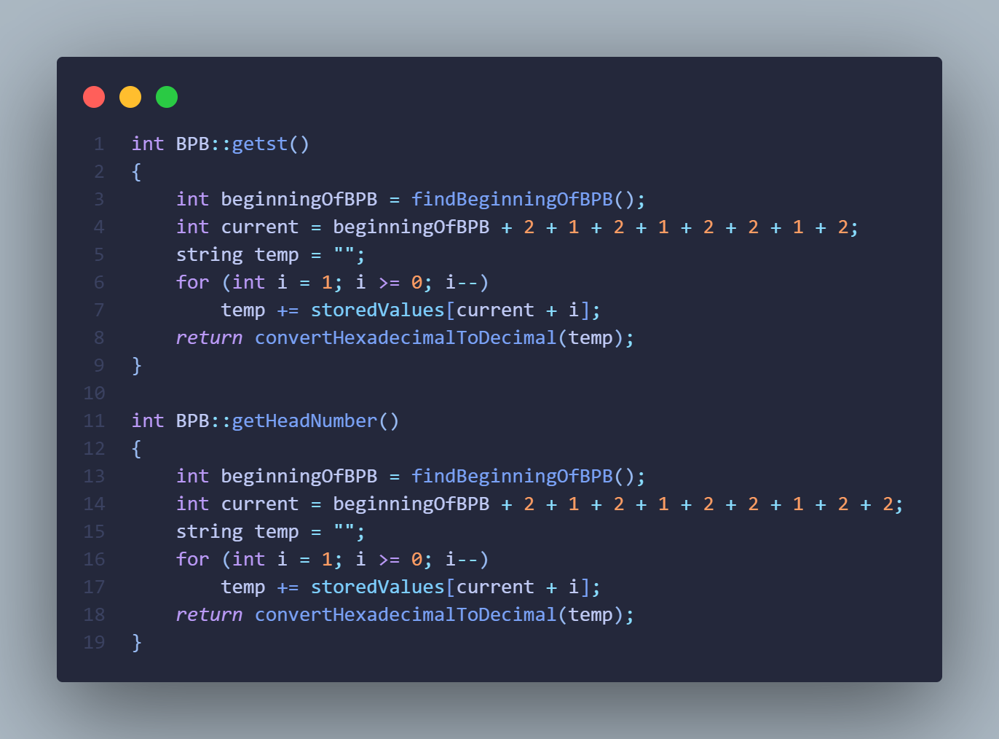 1 int BPB::getst()
2 {
3     int beginningOfBPB = findBeginningOfBPB();
4     int current = beginningOfBPB + 2 + 1 + 2 + 1 + 2 + 2 + 1 + 2;
5     string temp = "";
6     for (int i = 1; i >= 0; i--)
7         temp += storedValues[current + i];
8     return convertHexadecimalToDecimal(temp);
9 }
10
11 int BPB::getHeadNumber()
12 {
13     int beginningOfBPB = findBeginningOfBPB();
14     int current = beginningOfBPB + 2 + 1 + 2 + 1 + 2 + 2 + 1 + 2 + 2;
15     string temp = "";
16     for (int i = 1; i >= 0; i--)
17         temp += storedValues[current + i];
18     return convertHexadecimalToDecimal(temp);
19 }